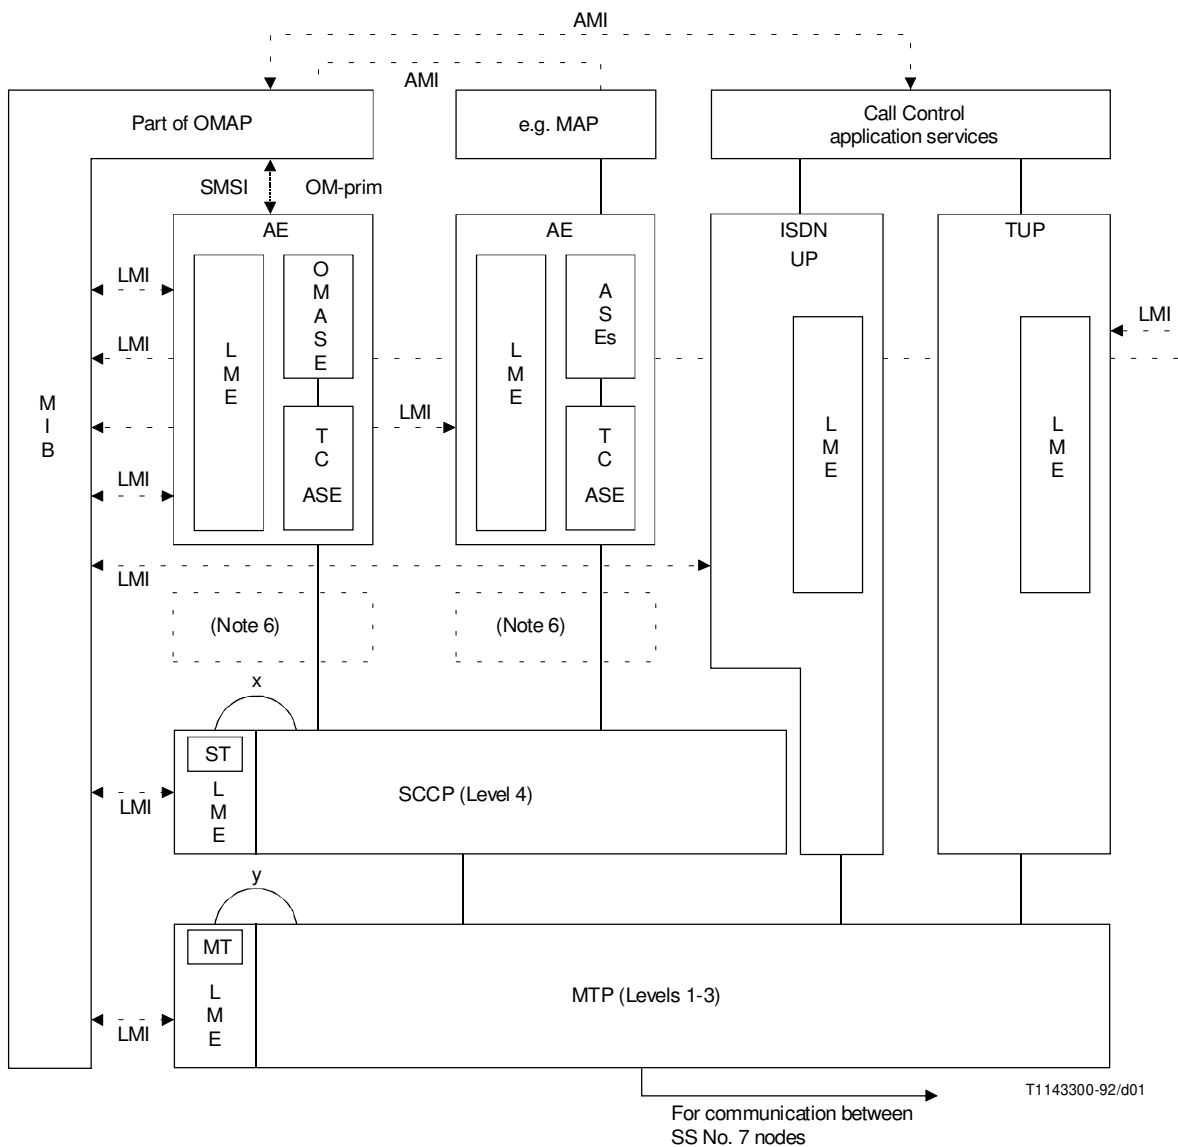 AMI
AMI
Part of OMAP
e.g. MAP
Call Control
application services
SMSI
OM-prim
AE
AE
ISDN
UP
TUP
LMI
O
M
A
S
E
A
S
Es
LMI
LMI
L
M
E
L
M
E
M
I
B
LMI
T
C
ASE
T
C
ASE
L
M
E
L
M
E
LMI
LMI
(Note 6)
(Note 6)
x
ST
L
M
E
SCCP (Level 4)
LMI
y
MT
L
M
E
MTP (Levels 1-3)
LMI
T1143300-92/d01
For communication between
SS No. 7 nodes